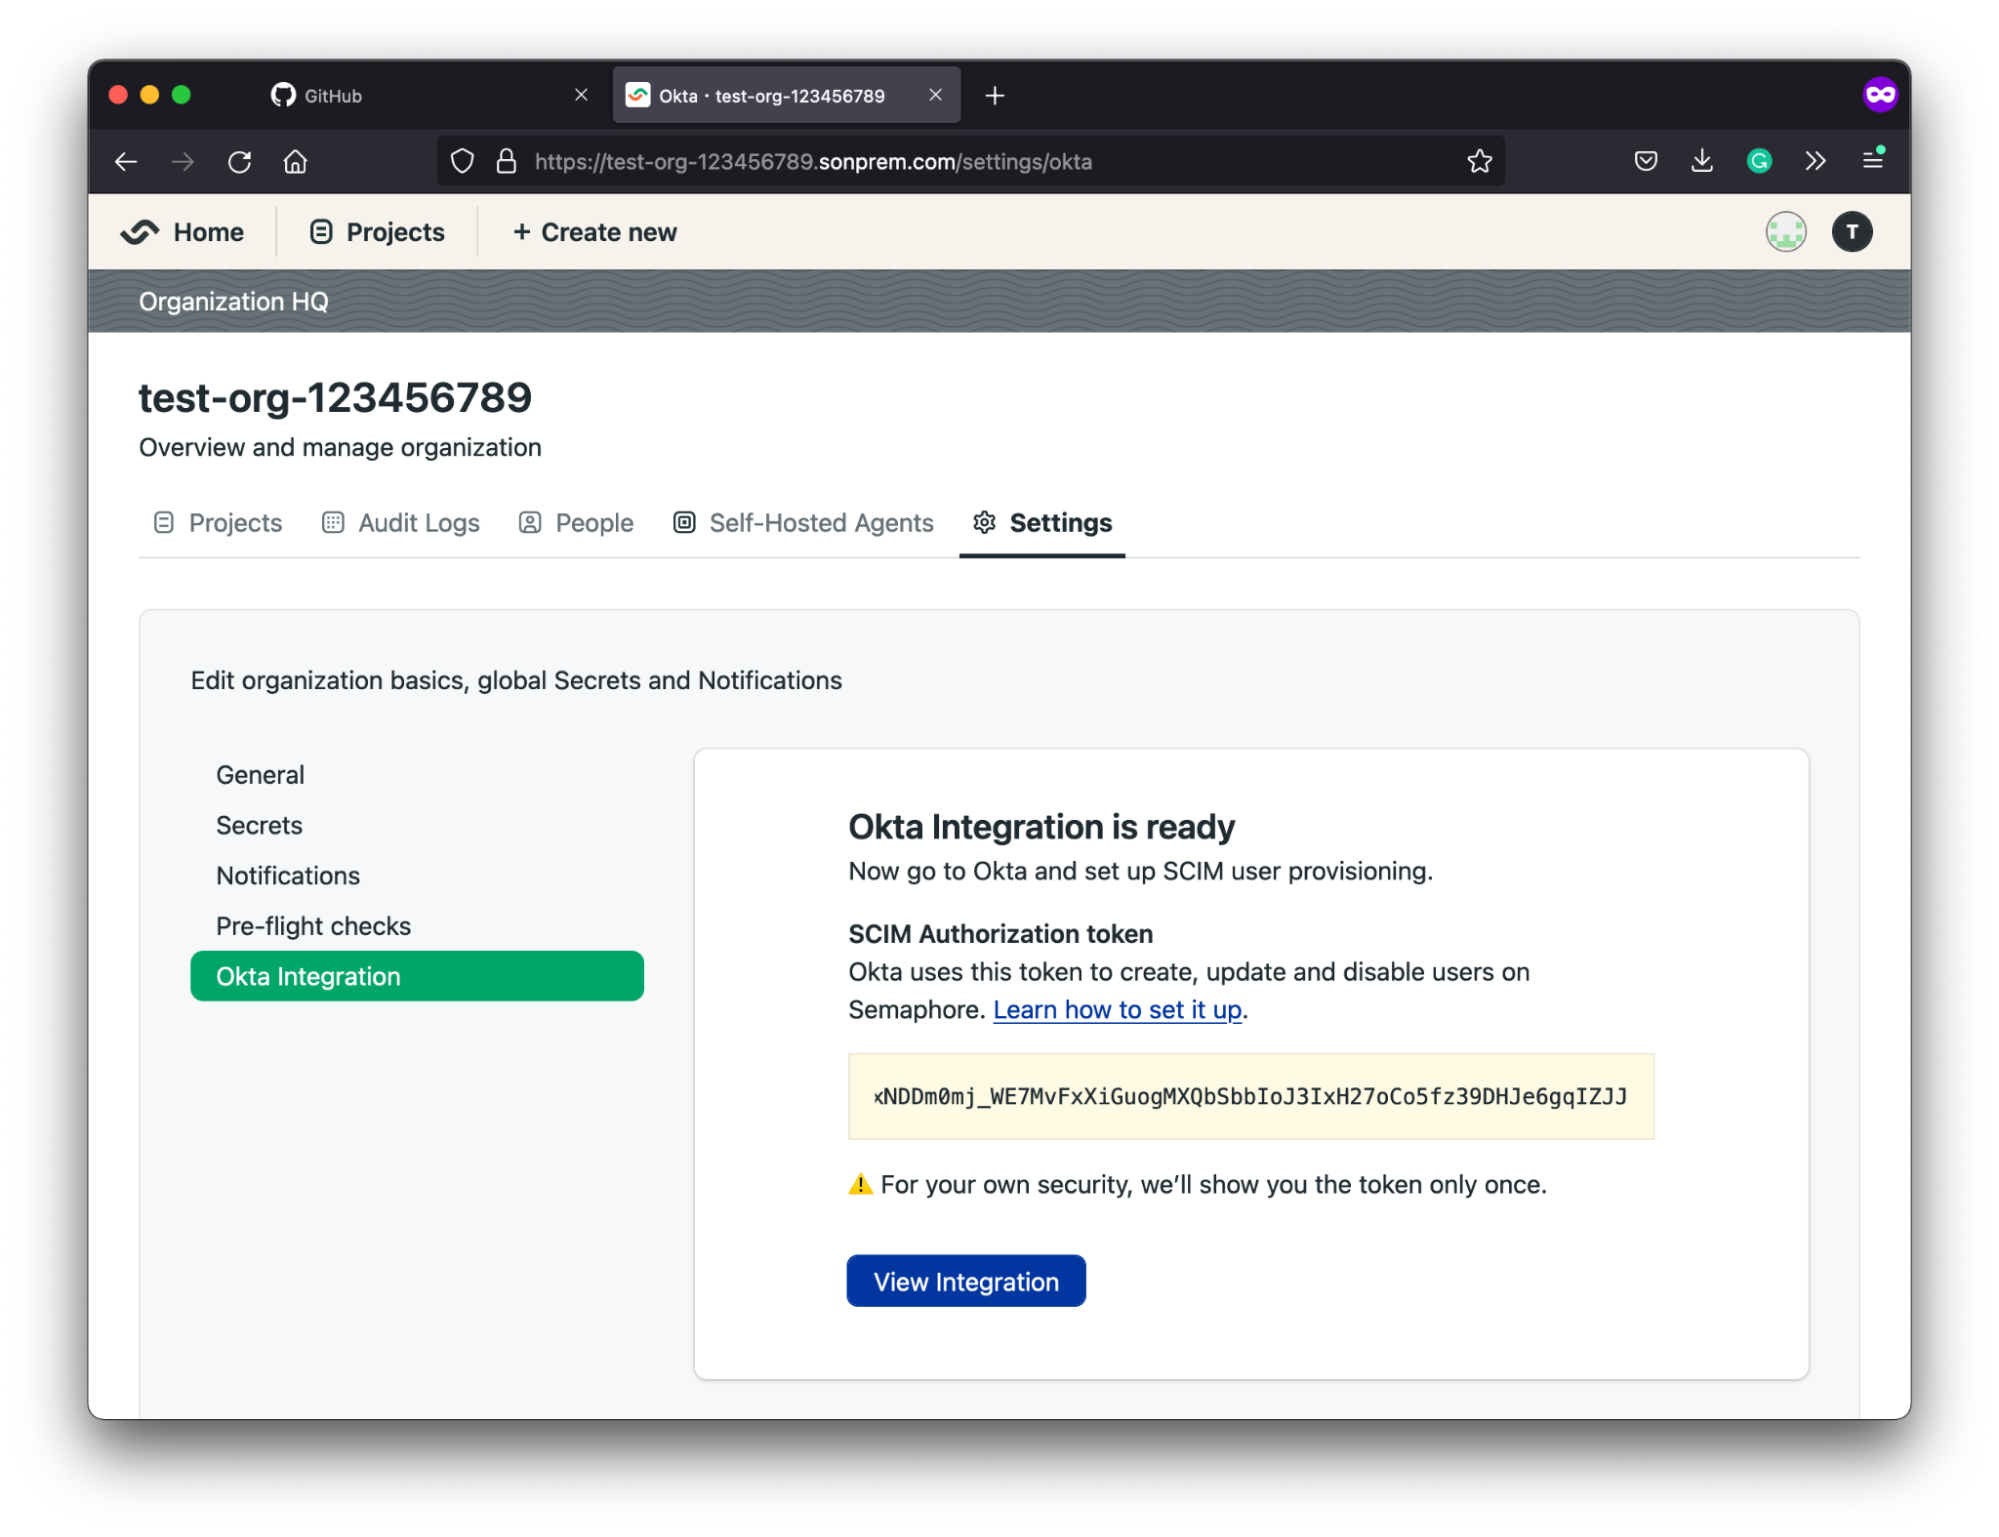 GitHub
Okta · test-org-123456789
https://test-org-123456789.sonprem.com/settings/okta
Home
Projects
+ Create new
T
Organization HQ
test-org-123456789
Overview and manage organization
Projects
Audit Logs
People
Self-Hosted Agents
Settings
Edit organization basics, global Secrets and Notifications
General
Secrets
Notifications
Pre-flight checks
Okta Integration
Okta Integration is ready
Now go to Okta and set up SCIM user provisioning.
SCIM Authorization token
Okta uses this token to create, update and disable users on
Semaphore. Learn how to set it up.
xNDDm0mj_WE7MvFxXiGuogMXQbSbbIoJ3IxH27oCo5fz39DHJe6gqIZJJ
⚠ For your own security, we’ll show you the token only once.
View Integration